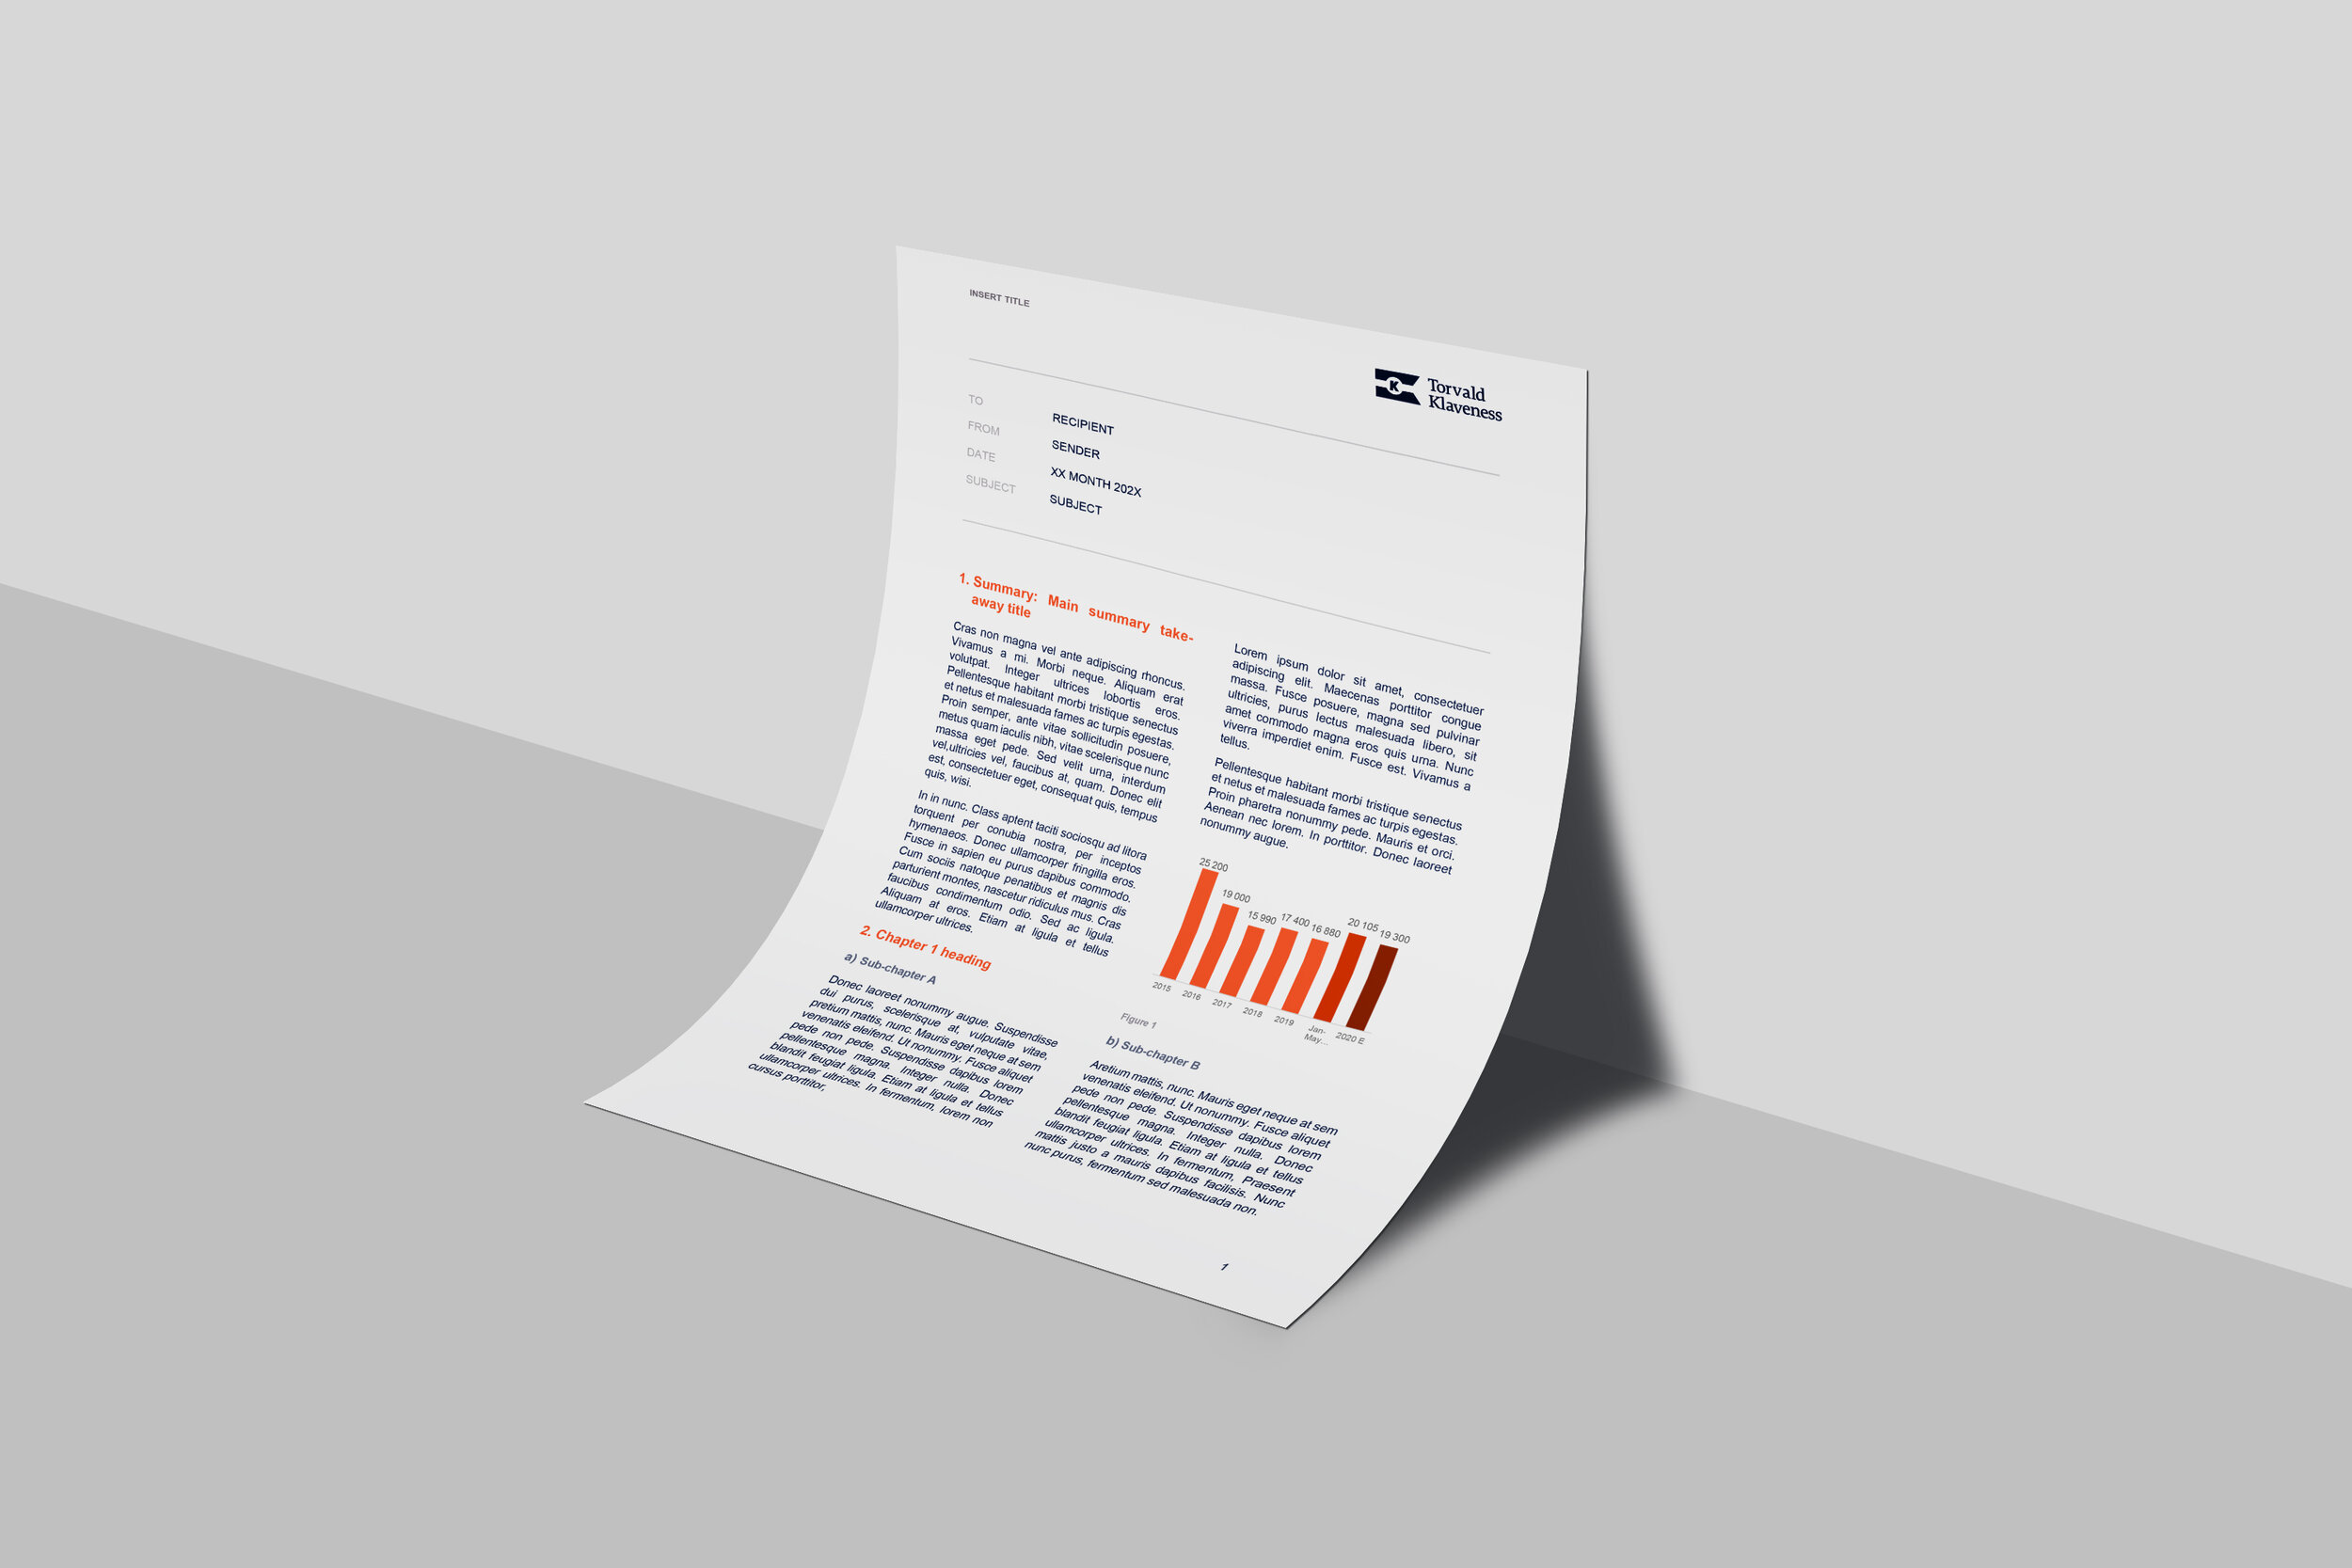 INSERT TITLE
Torvald
Klaveness
TO RECIPIENT
FROM SENDER
DATE XX MONTH 202X
SUBJECT SUBJECT
1. Summary: Main summary take-
away title
Cras non magna vel ante adipiscing rhoncus.
Vivamus a mi. Morbi neque. Aliquam erat
volutpat. Integer ultrices lobortis eros.
Pellentesque habitant morbi tristique senectus
et netus et malesuada fames ac turpis egestas.
Proin semper, ante vitae sollicitudin posuere,
metus quam iaculis nibh, vitae scelerisque nunc
massa eget pede. Sed velit urna, interdum
vel,ultricies vel, faucibus at, quam. Donec elit
est, consectetuer eget, consequat quis, tempus
quis, wisi.
In in nunc. Class aptent taciti sociosqu ad litora
torquent per conubia nostra, per inceptos
hymenaeos. Donec ullamcorper fringilla eros.
Fusce in sapien eu purus dapibus commodo.
Cum sociis natoque penatibus et magnis dis
parturient montes, nascetur ridiculus mus. Cras
faucibus condimentum odio. Sed ac ligula.
Aliquam at eros. Etiam at ligula et tellus
ullamcorper ultrices.
2. Chapter 1 heading
a) Sub-chapter A
Donec laoreet nonummy augue. Suspendisse
dui purus, scelerisque at, vulputate vitae,
pretium mattis, nunc. Mauris eget neque at sem
venenatis eleifend. Ut nonummy. Fusce aliquet
pede non pede. Suspendisse dapibus lorem
pellentesque magna. Integer nulla. Donec
blandit feugiat ligula. Etiam at ligula et tellus
ullamcorper ultrices. In fermentum, lorem non
cursus porttitor,
Lorem ipsum dolor sit amet, consectetuer
adipiscing elit. Maecenas porttitor congue
massa. Fusce posuere, magna sed pulvinar
ultricies, purus lectus malesuada libero, sit
amet commodo magna eros quis urna. Nunc
viverra imperdiet enim. Fusce est. Vivamus a
tellus.
Pellentesque habitant morbi tristique senectus
et netus et malesuada fames ac turpis egestas.
Proin pharetra nonummy pede. Mauris et orci.
Aenean nec lorem. In porttitor. Donec laoreet
nonummy augue.
25 200 19 000 15 990 17 400 16 880 20 105 19 300
2015 2016 2017 2018 2019 Jan- 2020 E
May...
Figure 1
b) Sub-chapter B
Aretium mattis, nunc. Mauris eget neque at sem
venenatis eleifend. Ut nonummy. Fusce aliquet
pede non pede. Suspendisse dapibus lorem
pellentesque magna. Integer nulla. Donec
blandit feugiat ligula. Etiam at ligula et tellus
ullamcorper ultrices. In fermentum, Praesent
mattis justo a mauris dapibus facilisis. Nunc
nunc purus, fermentum sed malesuada non.
1